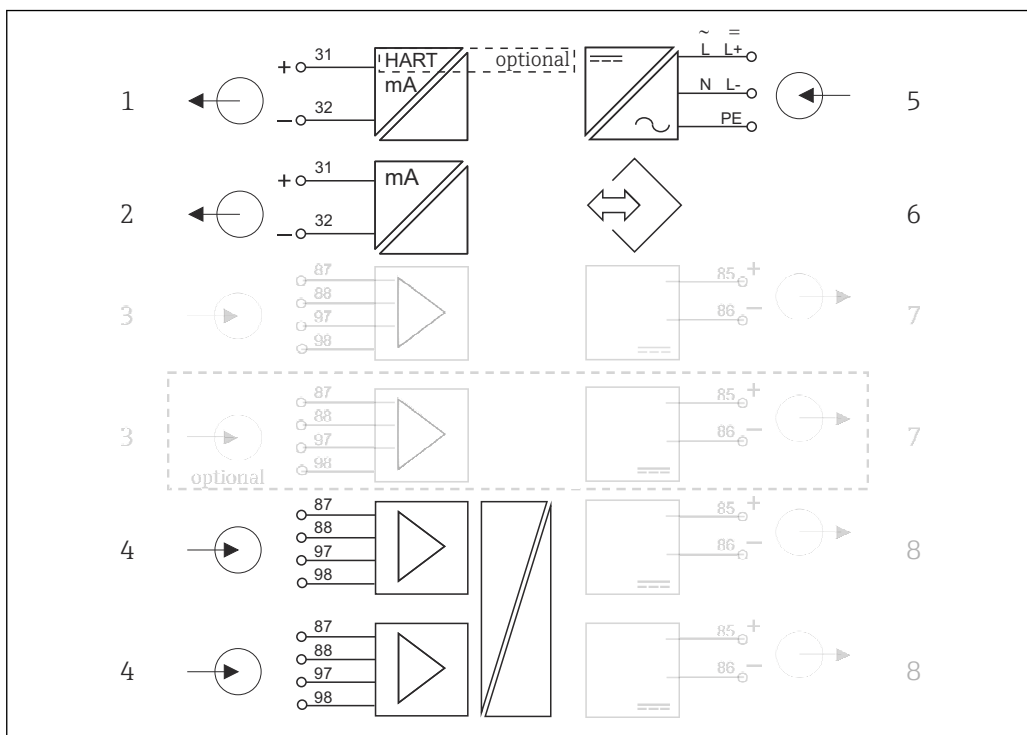 ~ =
+ 31 HART optional L L+
1 mA N L- 5
− 32 PE
+ 31 mA
2 6
− 32
87 85 +
88
3 86 − 7
97
98
87 85 +
88
3 86 − 7
97
optional 98
87 85 +
88
4 86 − 8
97
98
87 85 +
88
4 86 − 8
97
98